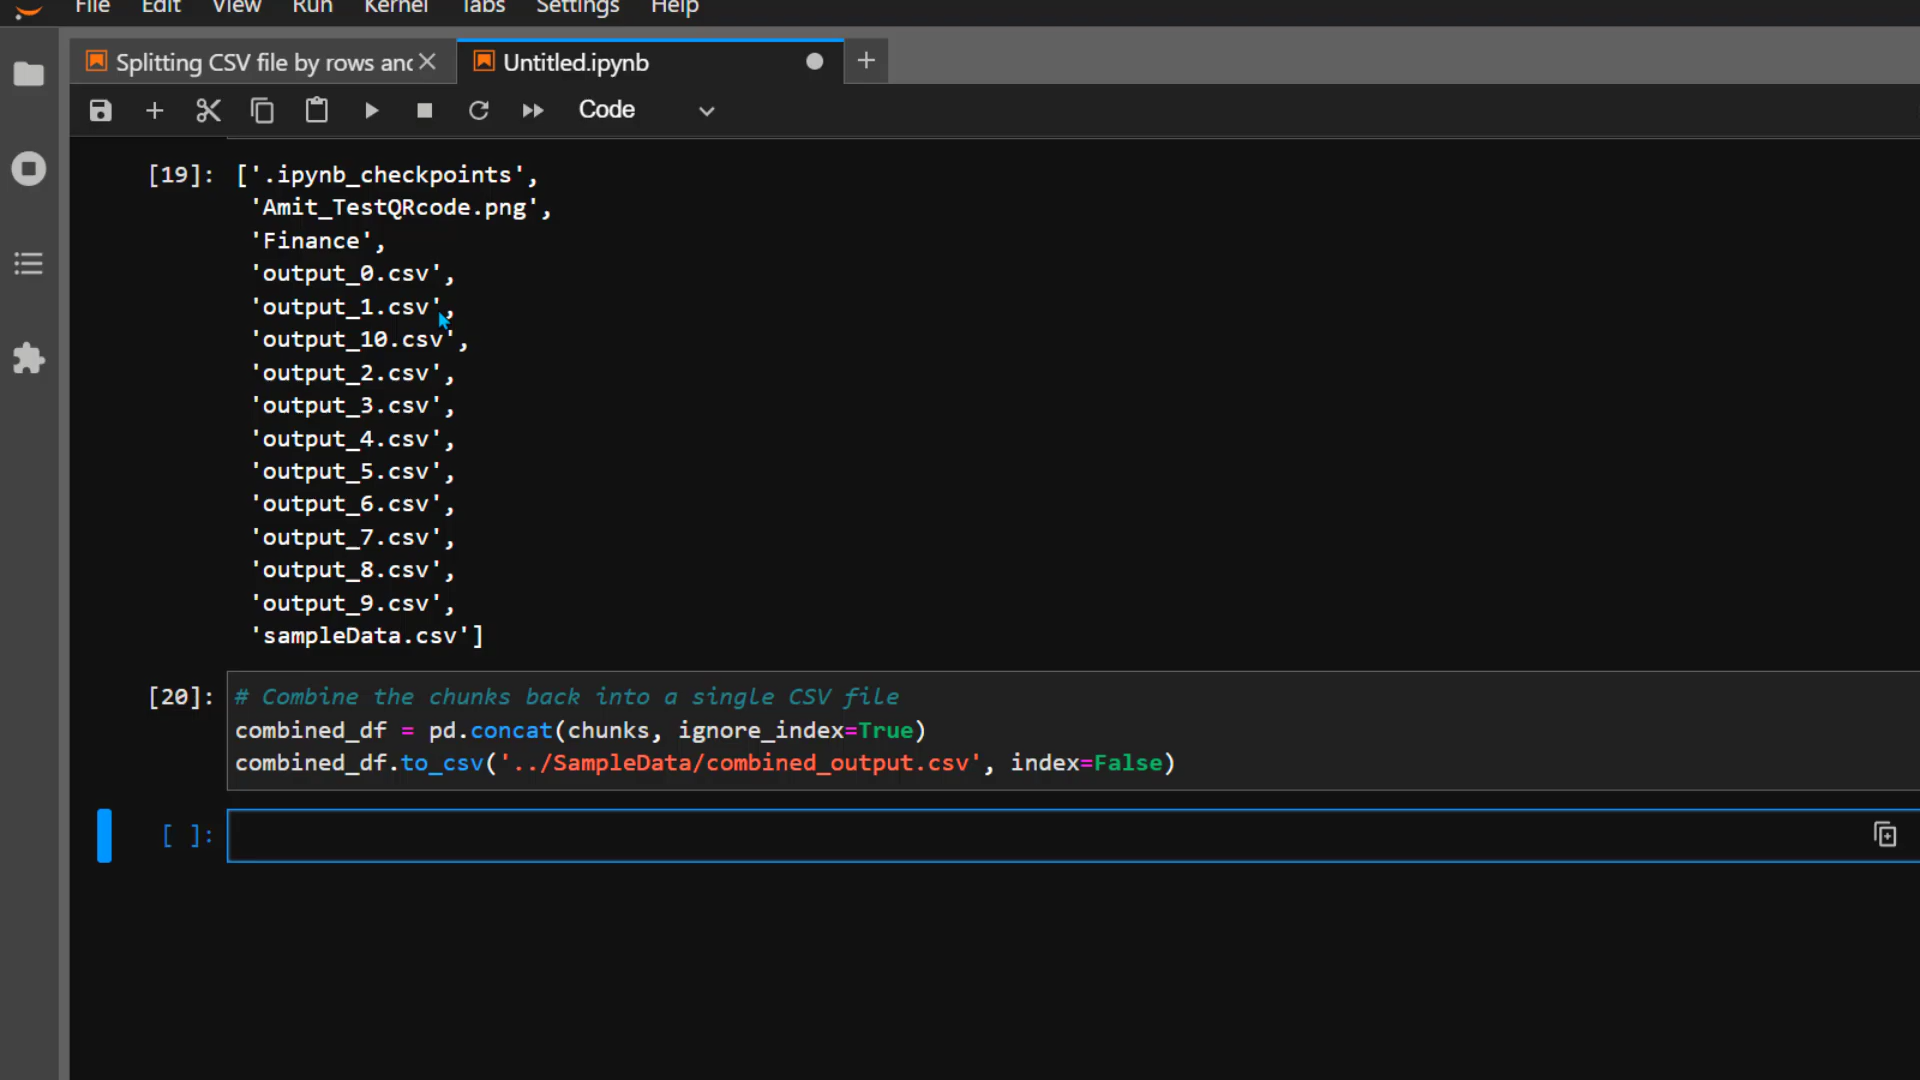 File Edit View Run Kernel Tabs Settings Help
Splitting CSV file by rows and Untitled.ipynb
Code
[19]: ['.ipynb_checkpoints',
'Amit_TestQRcode.png',
'Finance',
'output_0.csv',
'output_1.csv',
'output_10.csv',
'output_2.csv',
'output_3.csv',
'output_4.csv',
'output_5.csv',
'output_6.csv',
'output_7.csv',
'output_8.csv',
'output_9.csv',
'sampleData.csv']
[20]: # Combine the chunks back into a single CSV file
combined_df = pd.concat(chunks, ignore_index=True)
combined_df.to_csv('../SampleData/combined_output.csv', index=False)
[ ]: